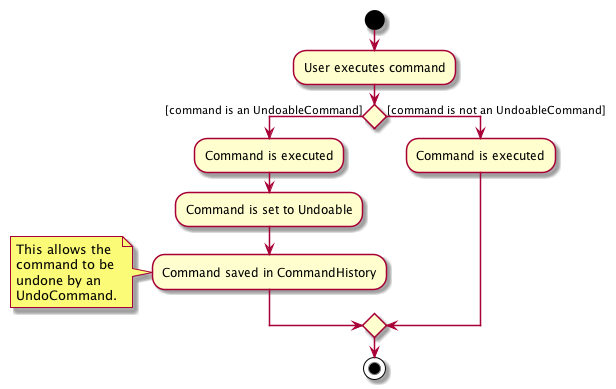 User executes command
[command is an UndoableCommand]
[command is not an UndoableCommand]
Command is executed
Command is executed
Command is set to Undoable
This allows the
command to be
undone by an
UndoCommand.
Command saved in CommandHistory